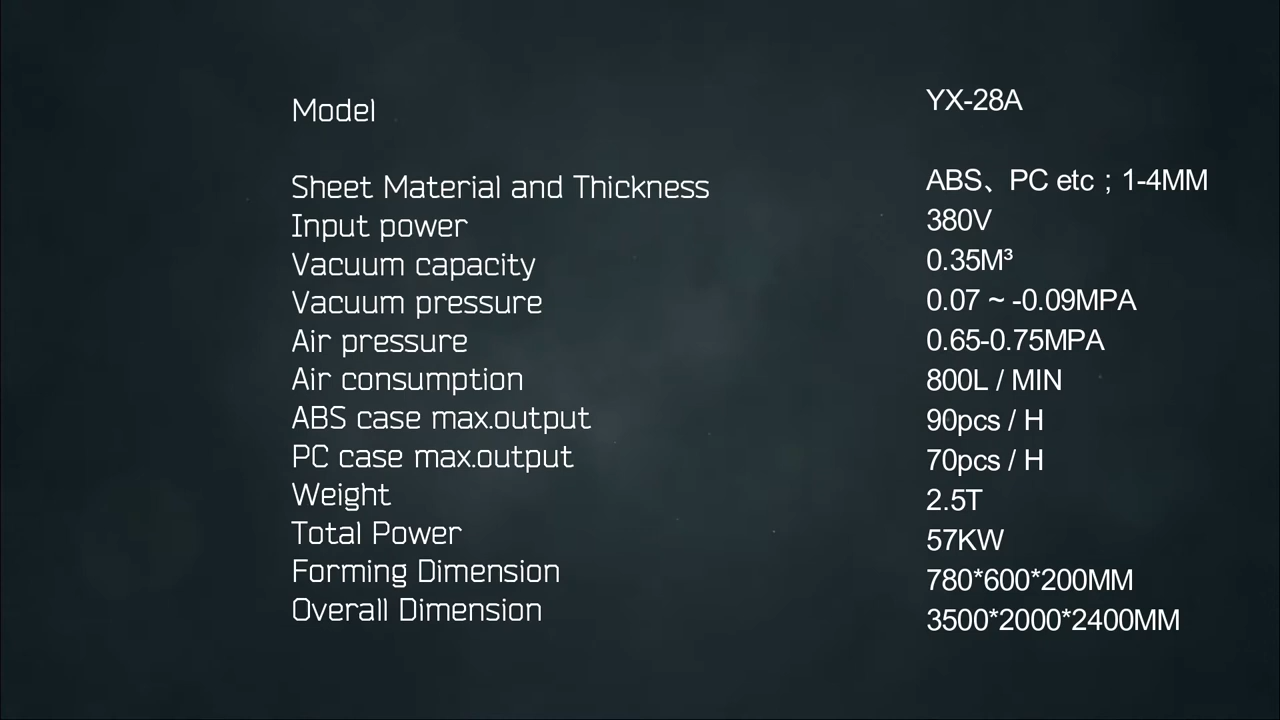 Model YX-28A
Sheet Material and Thickness ABS、PC etc；1-4MM
Input power 380V
Vacuum capacity 0.35M³
Vacuum pressure 0.07 ~ -0.09MPA
Air pressure 0.65-0.75MPA
Air consumption 800L / MIN
ABS case max.output 90pcs / H
PC case max.output 70pcs / H
Weight 2.5T
Total Power 57KW
Forming Dimension 780*600*200MM
Overall Dimension 3500*2000*2400MM